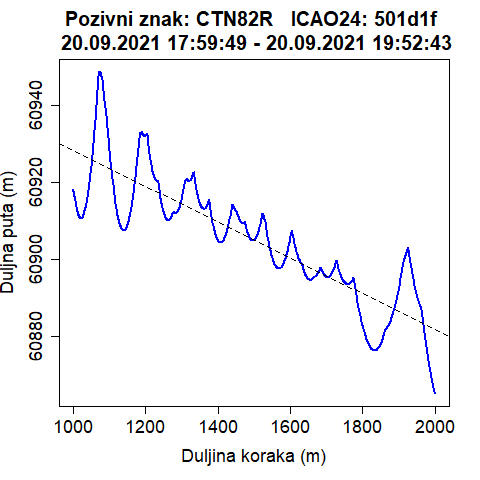 Pozivni znak: CTN82R   ICAO24: 501d1f
20.09.2021 17:59:49 - 20.09.2021 19:52:43
Duljna puta (m)
60940
60920
60900
60880
1000 1200 1400 1600 1800 2000
Duljina koraka (m)